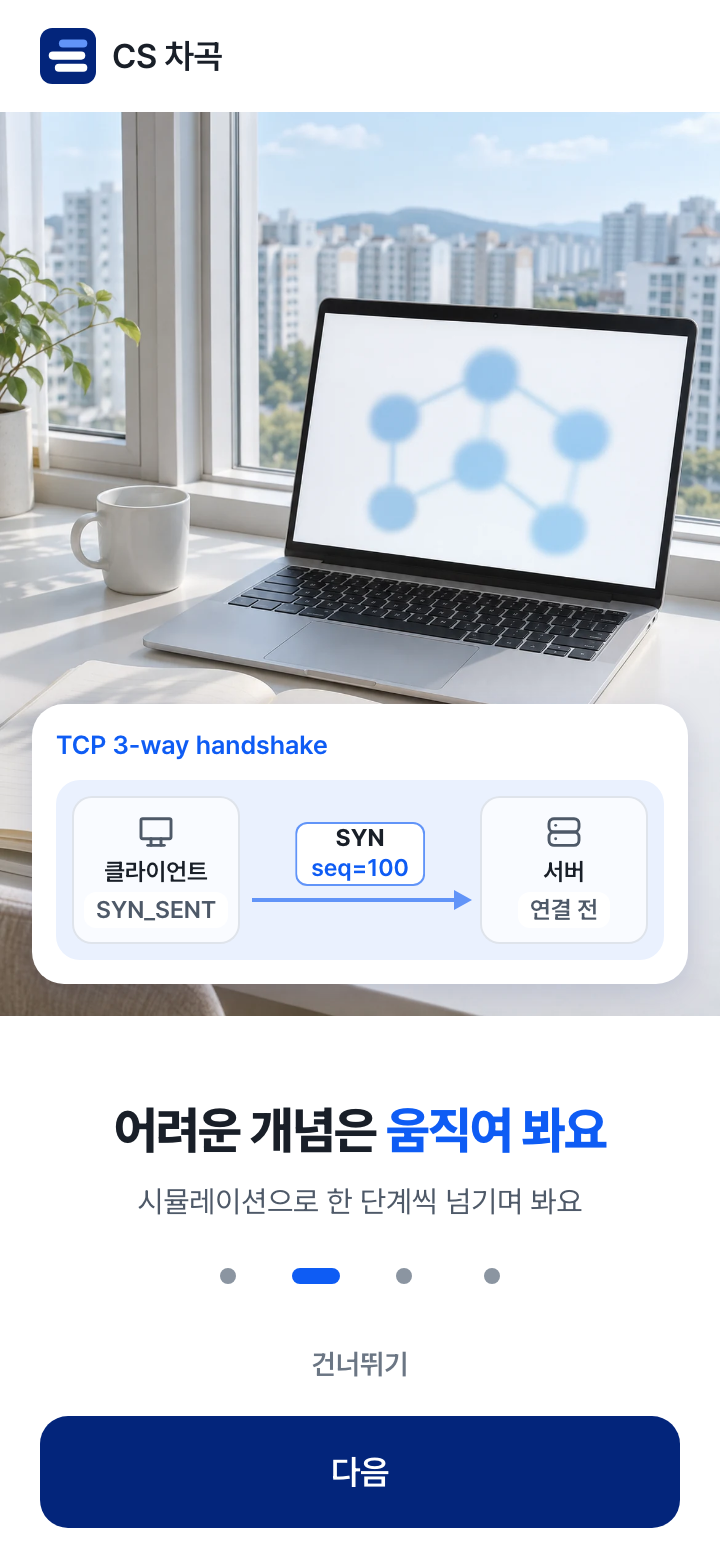 CS 차곡
TCP 3-way handshake
SYN
seq=100
클라이언트
SYN_SENT
서버
연결 전
어려운 개념은 움직여 봐요
시뮬레이션으로 한 단계씩 넘기며 봐요
건너뛰기
다음